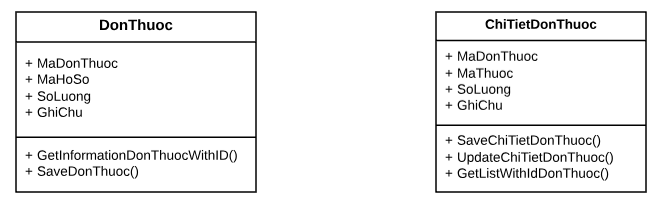 DonThuoc
+ MaDonThuoc
+ MaHoSo
+ SoLuong
+ GhiChu
+ GetInformationDonThuocWithID()
+ SaveDonThuoc()
ChiTietDonThuoc
+ MaDonThuoc
+ MaThuoc
+ SoLuong
+ GhiChu
+ SaveChiTietDonThuoc()
+ UpdateChiTietDonThuoc()
+ GetListWithIdDonThuoc()